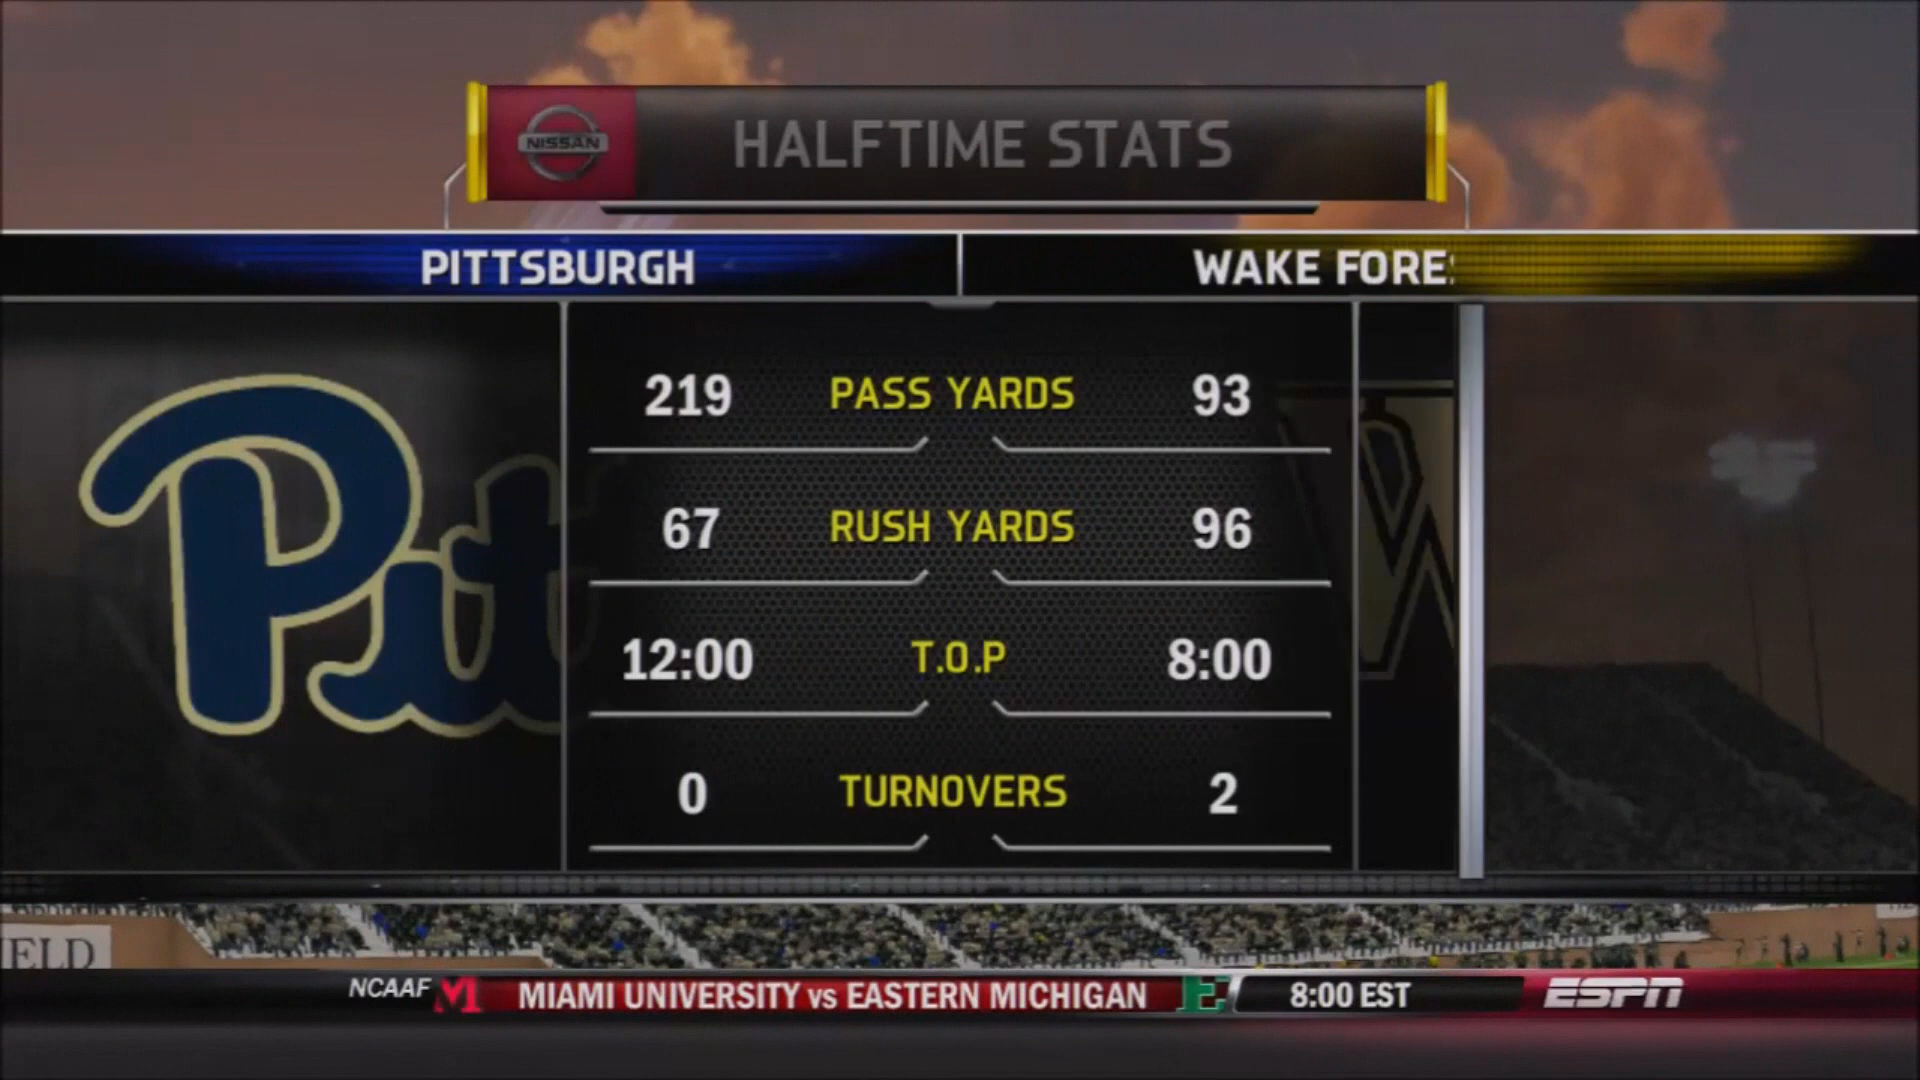 NISSAN
HALFTIME STATS
PITTSBURGH
WAKE FORE
Pitt
219 PASS YARDS 93
67 RUSH YARDS 96
12:00 T.O.P 8:00
0 TURNOVERS 2
W
IELD
NCAAF M MIAMI UNIVERSITY vs EASTERN MICHIGAN E 8:00 EST ESPN